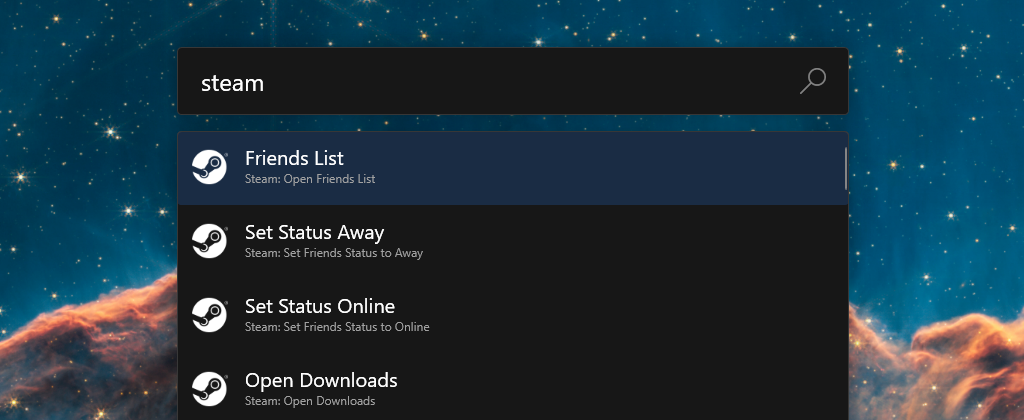 steam
Friends List
Steam: Open Friends List
Set Status Away
Steam: Set Friends Status to Away
Set Status Online
Steam: Set Friends Status to Online
Open Downloads
Steam: Open Downloads